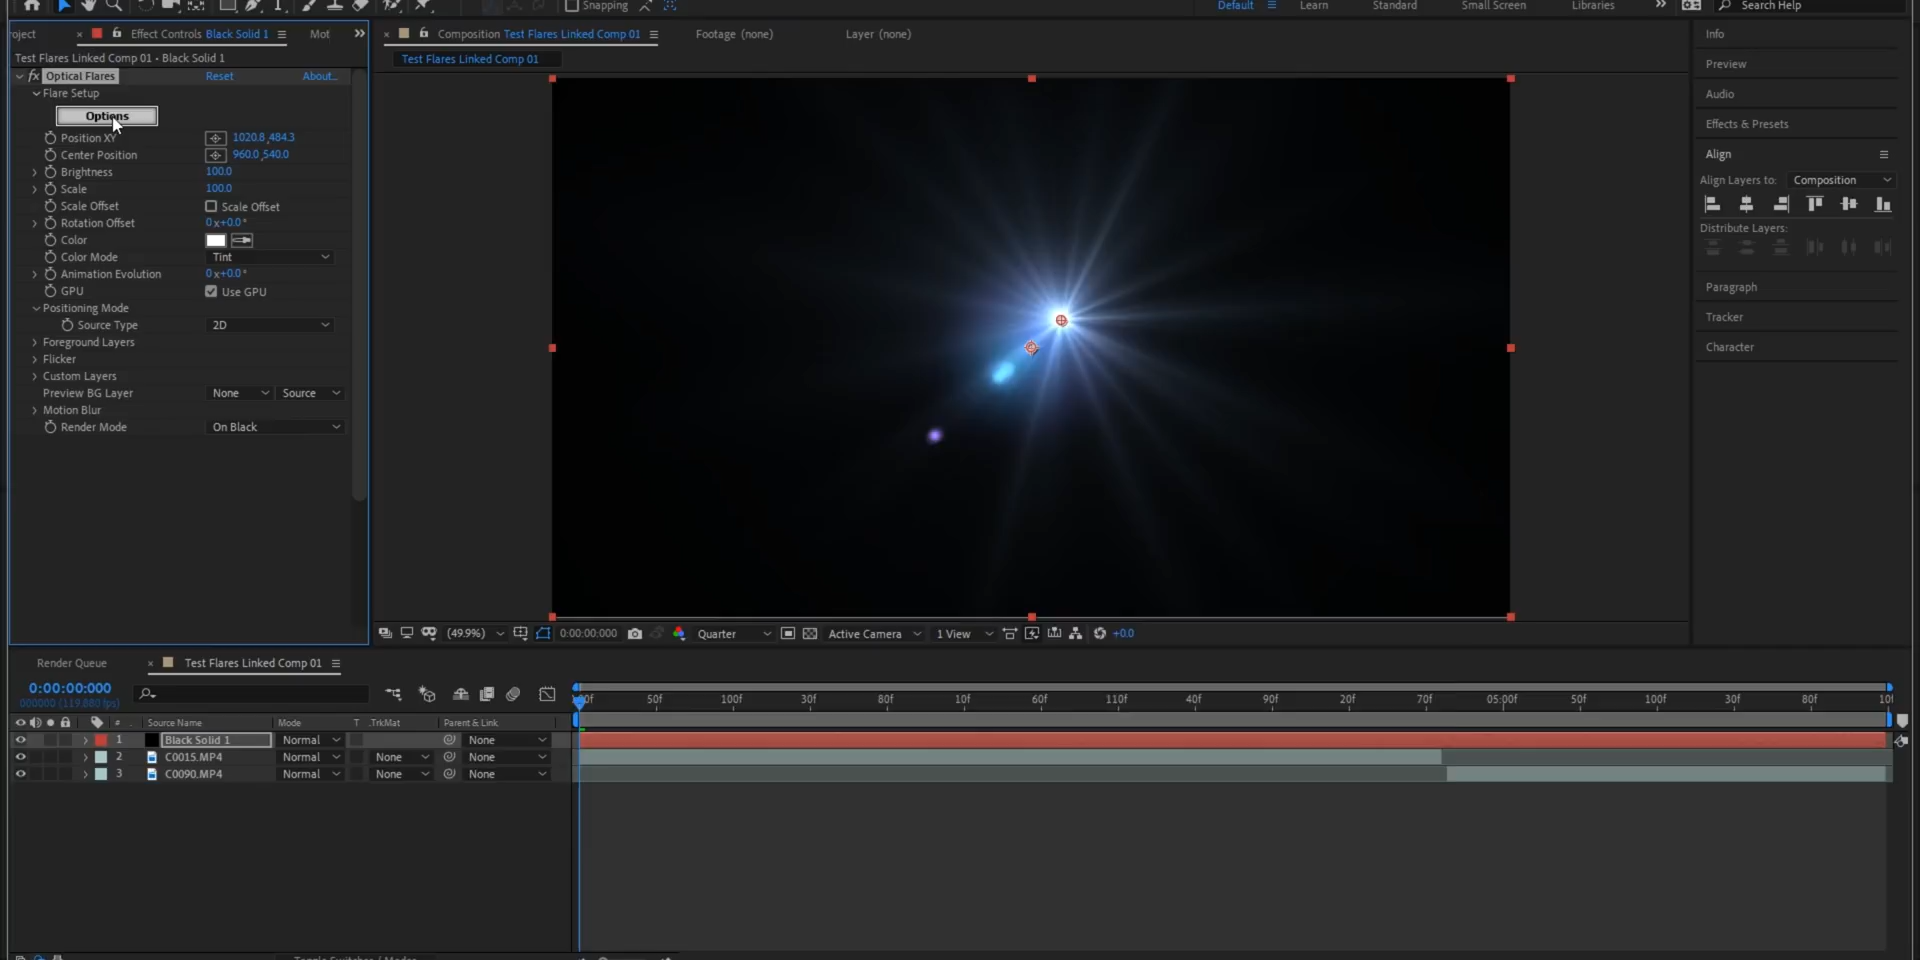 Snapping
Default
Learn
Standard
Small Screen
Libraries
Search Help
oject
Effect Controls Black Solid 1
Mot
Composition Test Flares Linked Comp 01
Footage (none)
Layer (none)
Info
Test Flares Linked Comp 01 • Black Solid 1
Test Flares Linked Comp 01
fx Optical Flares
Reset
About...
Flare Setup
Options
Position XY
1020.8,484.3
Center Position
960.0,540.0
Brightness
100.0
Scale
100.0
Scale Offset
Scale Offset
Rotation Offset
0x+0.0°
Color
Color Mode
Tint
Animation Evolution
0x+0.0°
GPU
Use GPU
Positioning Mode
Source Type
2D
Foreground Layers
Flicker
Custom Layers
Preview BG Layer
None
Source
Motion Blur
Render Mode
On Black
Preview
Audio
Effects & Presets
Align
Align Layers to:
Composition
Distribute Layers:
Paragraph
Tracker
Character
(49.9%)
0:00:00:000
Quarter
Active Camera
1 View
+0.0
Render Queue
Test Flares Linked Comp 01
0:00:00:000
000000 (119.880 fps)
50f
100f
30f
80f
10f
60f
110f
40f
90f
20f
70f
05:00f
50f
100f
30f
80f
10f
#
Source Name
Mode
T
.TrkMat
Parent & Link
1
Black Solid 1
Normal
None
2
C0015.MP4
Normal
None
None
3
C0090.MP4
Normal
None
None
Toggle Switches / Modes